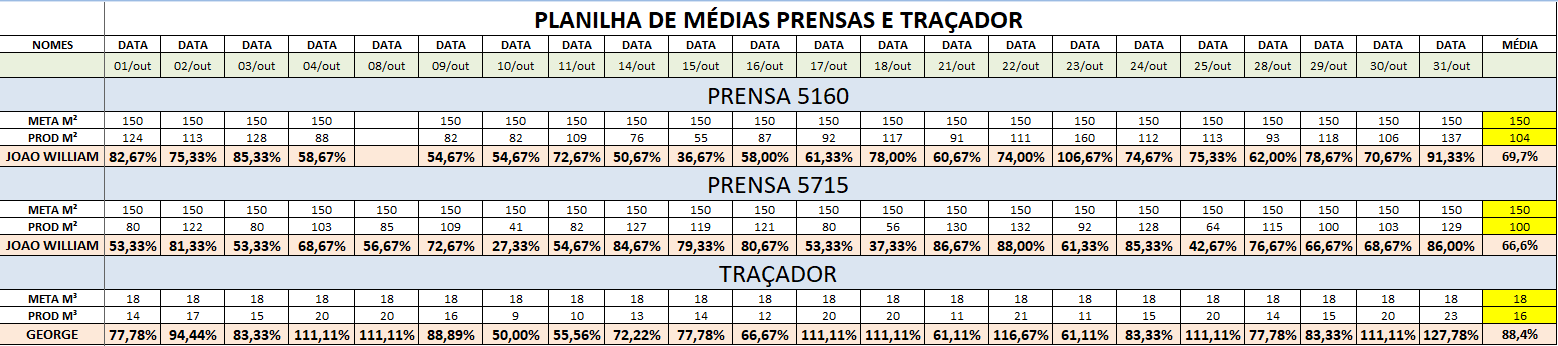 PLANILHA DE MÉDIAS PRENSAS E TRAÇADOR
NOMES DATA DATA DATA DATA DATA DATA DATA DATA DATA DATA DATA DATA DATA DATA DATA DATA DATA DATA DATA DATA DATA DATA MÉDIA
01/out 02/out 03/out 04/out 08/out 09/out 10/out 11/out 14/out 15/out 16/out 17/out 18/out 21/out 22/out 23/out 24/out 25/out 28/out 29/out 30/out 31/out
PRENSA 5160
META M² 150 150 150 150 150 150 150 150 150 150 150 150 150 150 150 150 150 150 150 150 150 150
PROD M² 124 113 128 88 82 82 109 76 55 87 92 117 91 111 160 112 113 93 118 106 137 104
JOAO WILLIAM 82,67% 75,33% 85,33% 58,67% 54,67% 54,67% 72,67% 50,67% 36,67% 58,00% 61,33% 78,00% 60,67% 74,00% 106,67% 74,67% 75,33% 62,00% 78,67% 70,67% 91,33% 69,7%
PRENSA 5715
META M² 150 150 150 150 150 150 150 150 150 150 150 150 150 150 150 150 150 150 150 150 150 150 150
PROD M² 80 122 80 103 85 109 41 82 127 119 121 80 56 130 132 92 128 64 115 100 103 129 100
JOAO WILLIAM 53,33% 81,33% 53,33% 68,67% 56,67% 72,67% 27,33% 54,67% 84,67% 79,33% 80,67% 53,33% 37,33% 86,67% 88,00% 61,33% 85,33% 42,67% 76,67% 66,67% 68,67% 86,00% 66,6%
TRAÇADOR
META M³ 18 18 18 18 18 18 18 18 18 18 18 18 18 18 18 18 18 18 18 18 18 18 18
PROD M³ 14 17 15 20 20 16 9 10 13 14 12 20 20 11 21 11 15 20 14 15 20 23 16
GEORGE 77,78% 94,44% 83,33% 111,11% 111,11% 88,89% 50,00% 55,56% 72,22% 77,78% 66,67% 111,11% 111,11% 61,11% 116,67% 61,11% 83,33% 111,11% 77,78% 83,33% 111,11% 127,78% 88,4%